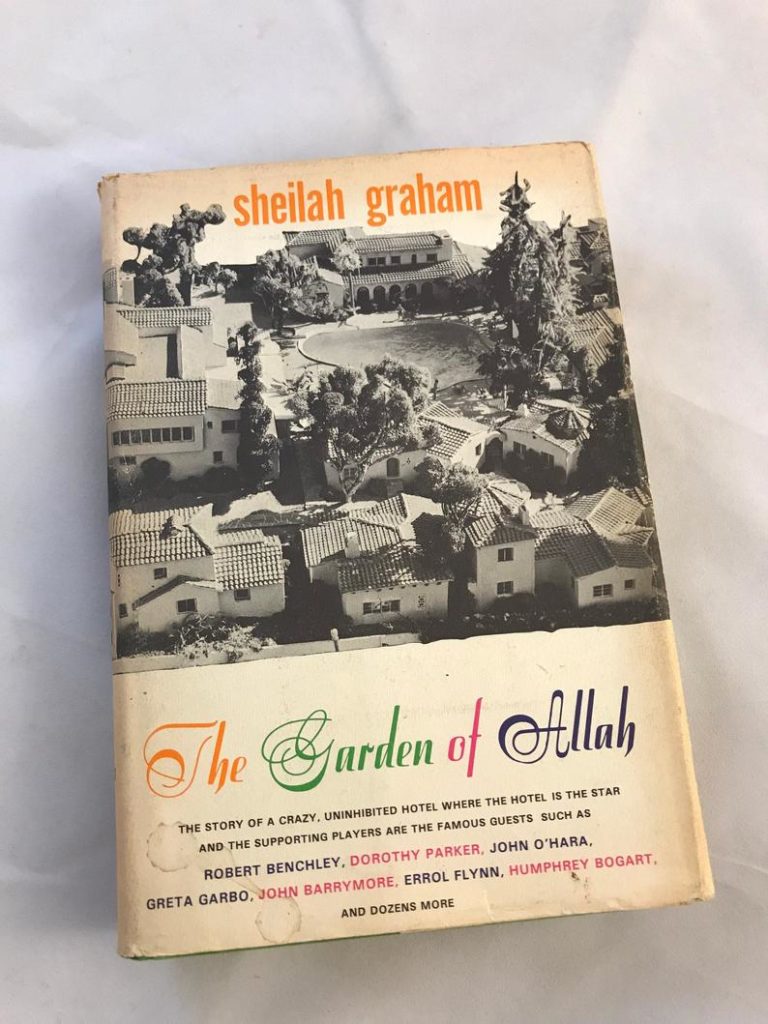 sheilah graham
The Garden of Allah
THE STORY OF A CRAZY, UNINHIBITED HOTEL WHERE THE HOTEL IS THE STAR
AND THE SUPPORTING PLAYERS ARE THE FAMOUS GUESTS SUCH AS
ROBERT BENCHLEY, DOROTHY PARKER, JOHN O'HARA,
GRETA GARBO, JOHN BARRYMORE, ERROL FLYNN, HUMPHREY BOGART,
AND DOZENS MORE